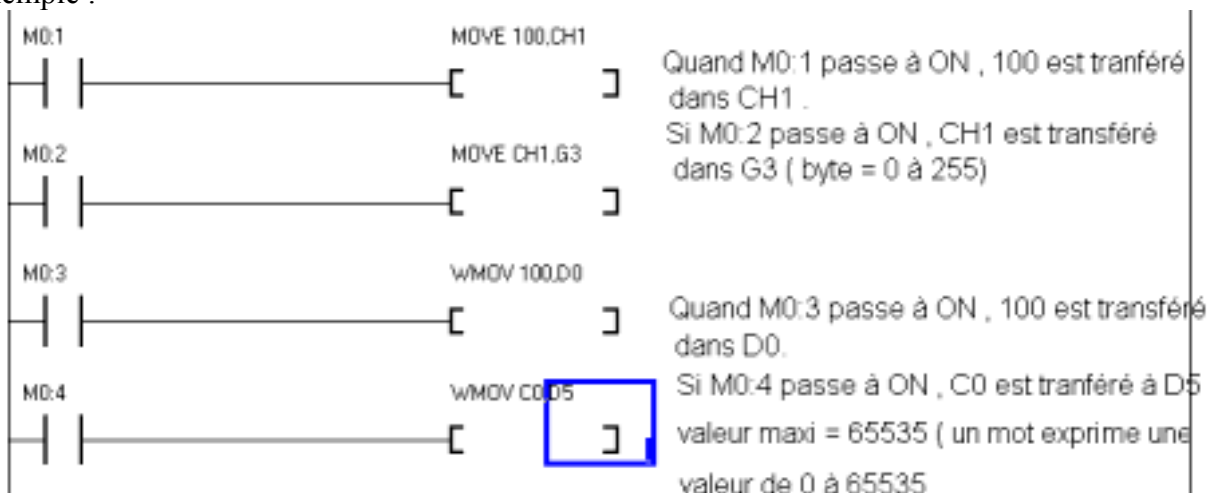 M0:1
MOVE 100,CH1
Quand M0:1 passe à ON , 100 est tranféré
dans CH1 .
M0:2
MOVE CH1,G3
Si M0:2 passe à ON , CH1 est transféré
dans G3 ( byte = 0 à 255)
M0:3
WMOV 100,D0
Quand M0:3 passe à ON , 100 est transféré
dans D0.
M0:4
WMOV C0,D5
Si M0:4 passe à ON , C0 est tranféré à D5
valeur maxi = 65535 ( un mot exprime une
valeur de 0 à 65535